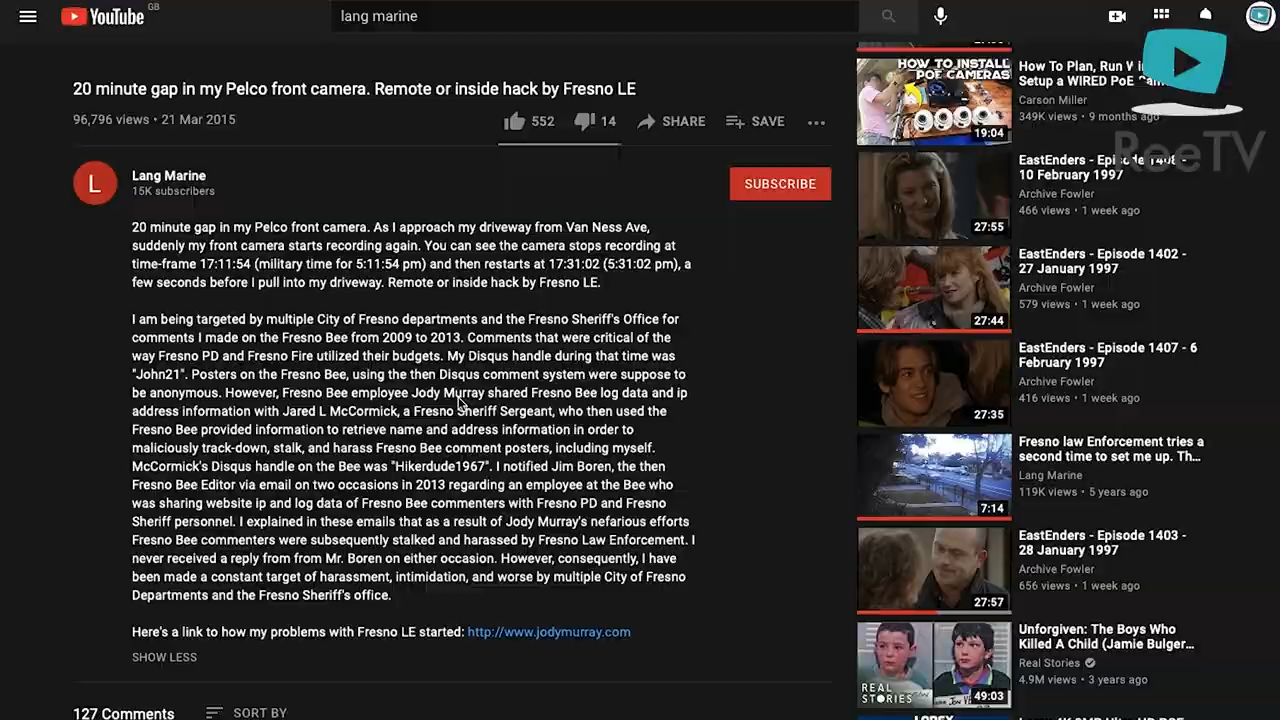 YouTube
GB
lang marine
20 minute gap in my Pelco front camera. Remote or inside hack by Fresno LE
96,796 views • 21 Mar 2015
552
14
SHARE
SAVE
L
Lang Marine
15K subscribers
SUBSCRIBE
20 minute gap in my Pelco front camera. As I approach my driveway from Van Ness Ave,
suddenly my front camera starts recording again. You can see the camera stops recording at
time-frame 17:11:54 (military time for 5:11:54 pm) and then restarts at 17:31:02 (5:31:02 pm), a
few seconds before I pull into my driveway. Remote or inside hack by Fresno LE.
I am being targeted by multiple City of Fresno departments and the Fresno Sheriff's Office for
comments I made on the Fresno Bee from 2009 to 2013. Comments that were critical of the
way Fresno PD and Fresno Fire utilized their budgets. My Disqus handle during that time was
"John21". Posters on the Fresno Bee, using the then Disqus comment system were suppose to
be anonymous. However, Fresno Bee employee Jody Murray shared Fresno Bee log data and ip
address information with Jared L McCormick, a Fresno Sheriff Sergeant, who then used the
Fresno Bee provided information to retrieve name and address information in order to
maliciously track-down, stalk, and harass Fresno Bee comment posters, including myself.
McCormick's Disqus handle on the Bee was "Hikerdude1967". I notified Jim Boren, the then
Fresno Bee Editor via email on two occasions in 2013 regarding an employee at the Bee who
was sharing website ip and log data of Fresno Bee commenters with Fresno PD and Fresno
Sheriff personnel. I explained in these emails that as a result of Jody Murray's nefarious efforts
Fresno Bee commenters were subsequently stalked and harassed by Fresno Law Enforcement. I
never received a reply from from Mr. Boren on either occasion. However, consequently, I have
been made a constant target of harassment, intimidation, and worse by multiple City of Fresno
Departments and the Fresno Sheriff's office.
Here's a link to how my problems with Fresno LE started: http://www.jodymurray.com
SHOW LESS
127 Comments
SORT BY
HOW TO INSTALL
POE CAMERAS
19:04
How To Plan, Run
Setup a WIRED PoE
Carson Miller
349K views • 9 months ago
ReeTV
27:55
EastEnders - Episode 1408 -
10 February 1997
Archive Fowler
466 views • 1 week ago
27:44
EastEnders - Episode 1402 -
27 January 1997
Archive Fowler
579 views • 1 week ago
27:35
EastEnders - Episode 1407 - 6
February 1997
Archive Fowler
416 views • 1 week ago
7:14
Fresno law Enforcement tries a
second time to set me up. Th...
Lang Marine
119K views • 5 years ago
27:57
EastEnders - Episode 1403 -
28 January 1997
Archive Fowler
656 views • 1 week ago
REAL
STORIES
49:03
Unforgiven: The Boys Who
Killed A Child (Jamie Bulger...
Real Stories
4.9M views • 3 years ago